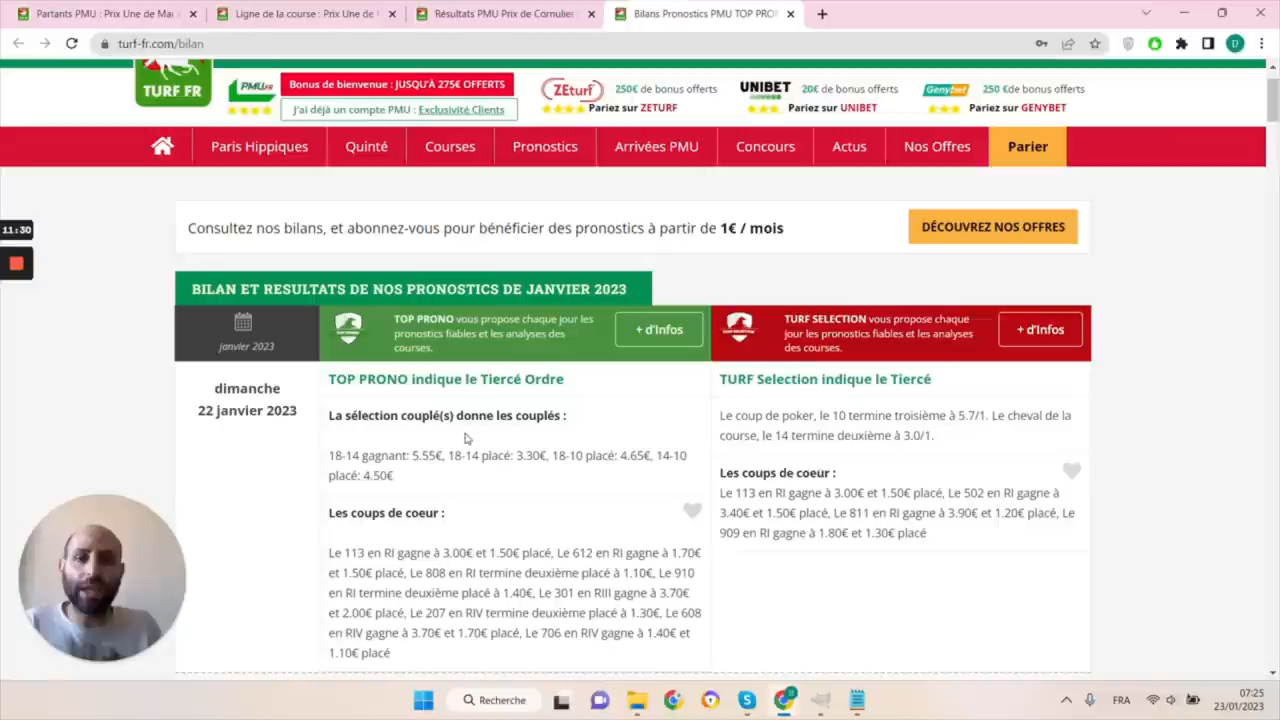 Partants PMU : Prix Une de Ma
Ligne de la course : Prix Une de
Résultats PMU Prix de Cornulier
Bilans Pronostics PMU TOP PRO
turf-fr.com/bilan
D
TURF FR
PMU.FR
Bonus de bienvenue : JUSQU'À 275€ OFFERTS
J'ai déjà un compte PMU : Exclusivité Clients
ZEturf
250€ de bonus offerts
Pariez sur ZETURF
UNIBET
20€ de bonus offerts
Pariez sur UNIBET
Genybet
250 €de bonus offerts
Pariez sur GENYBET
Paris Hippiques
Quinté
Courses
Pronostics
Arrivées PMU
Concours
Actus
Nos Offres
Parier
11:30
Consultez nos bilans, et abonnez-vous pour bénéficier des pronostics à partir de 1€ / mois
DÉCOUVREZ NOS OFFRES
BILAN ET RESULTATS DE NOS PRONOSTICS DE JANVIER 2023
janvier 2023
TOP PRONO vous propose chaque jour les
pronostics fiables et les analyses des
courses.
+ d'Infos
TURF SELECTION vous propose chaque
jour les pronostics fiables et les analyses
des courses.
+ d'Infos
dimanche
22 janvier 2023
TOP PRONO indique le Tiercé Ordre
La sélection couplé(s) donne les couplés :
18-14 gagnant: 5.55€, 18-14 placé: 3.30€, 18-10 placé: 4.65€, 14-10
placé: 4.50€
Les coups de coeur :
Le 113 en RI gagne à 3.00€ et 1.50€ placé, Le 612 en RI gagne à 1.70€
et 1.50€ placé, Le 808 en RI termine deuxième placé à 1.10€, Le 910
en RI termine deuxième placé à 1.40€, Le 301 en RIII gagne à 3.70€
et 2.00€ placé, Le 207 en RIV termine deuxième placé à 1.30€, Le 608
en RIV gagne à 3.70€ et 1.70€ placé, Le 706 en RIV gagne à 1.40€ et
1.10€ placé
TURF Selection indique le Tiercé
Le coup de poker, le 10 termine troisième à 5.7/1. Le cheval de la
course, le 14 termine deuxième à 3.0/1.
Les coups de coeur :
Le 113 en RI gagne à 3.00€ et 1.50€ placé, Le 502 en RI gagne à
3.40€ et 1.50€ placé, Le 811 en RI gagne à 3.90€ et 1.20€ placé, Le
909 en RI gagne à 1.80€ et 1.30€ placé
Recherche
FRA
07:25
23/01/2023